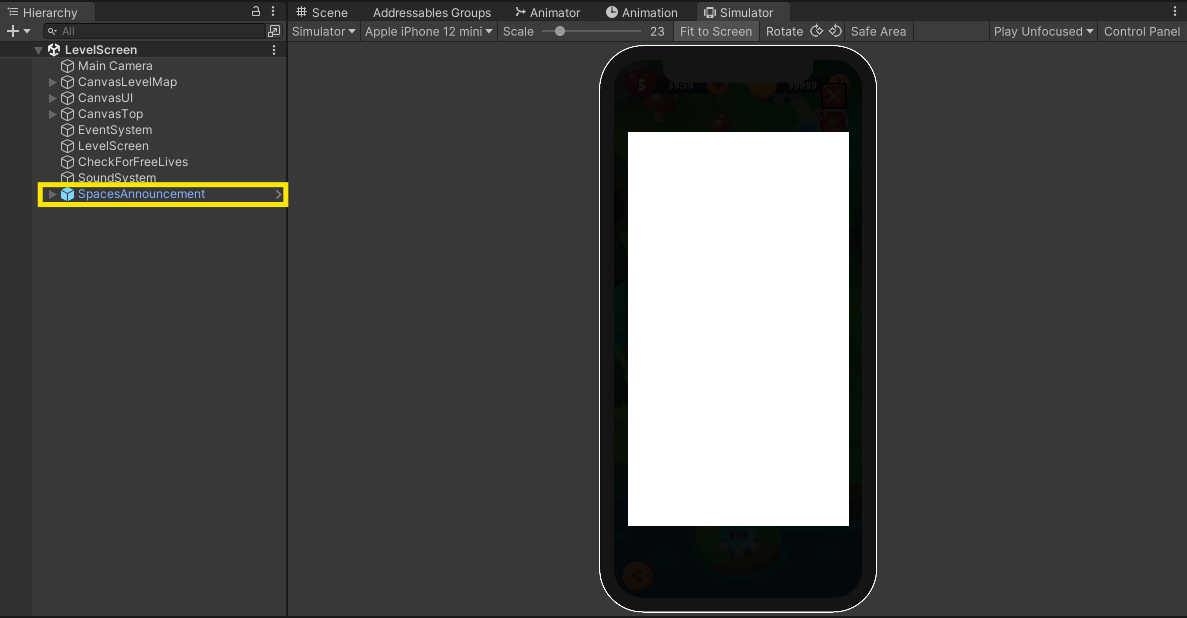 Hierarchy
Scene Addressables Groups Animator Animation Simulator
All
Simulator Apple iPhone 12 mini Scale 23 Fit to Screen Rotate Safe Area Play Unfocused Control Panel
LevelScreen
Main Camera
CanvasLevelMap
CanvasUI
CanvasTop
EventSystem
LevelScreen
CheckForFreeLives
SoundSystem
SpacesAnnouncement
5 59:59 99999